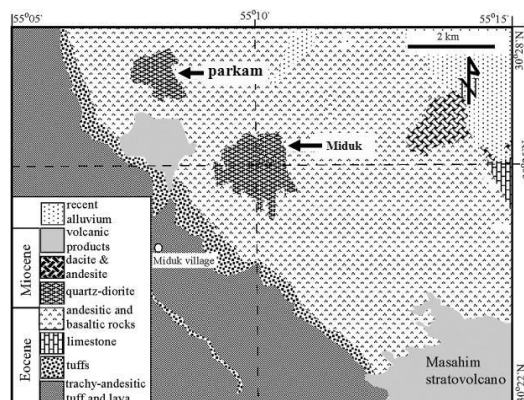 55°05' 55°10' 55°15'
30°28'N
2 km
parkam
Miduk
recent
alluvium
volcanic
products
dacite &
andesite
quartz-diorite
andesitic and
basaltic rocks
limestone
tuffs
trachy-andesitic
tuff and lava
Miocene
Eocene
Miduk village
Masahim
stratovolcano
30°22'N